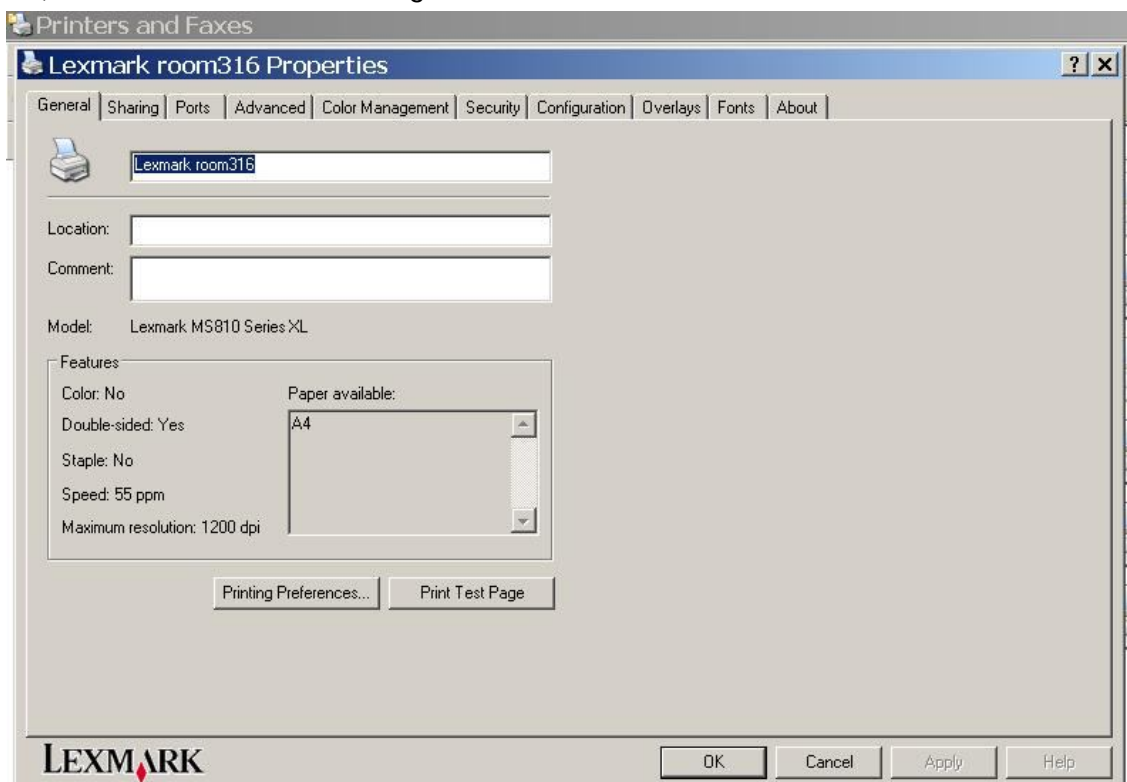 Printers and Faxes
Lexmark room316 Properties
General Sharing Ports Advanced Color Management Security Configuration Overlays Fonts About
Lexmark room316
Location:
Comment:
Model: Lexmark MS810 Series XL
Features
Color: No
Paper available:
Double-sided: Yes
A4
Staple: No
Speed: 55 ppm
Maximum resolution: 1200 dpi
Printing Preferences... Print Test Page
LEXMARK
OK Cancel Apply Help